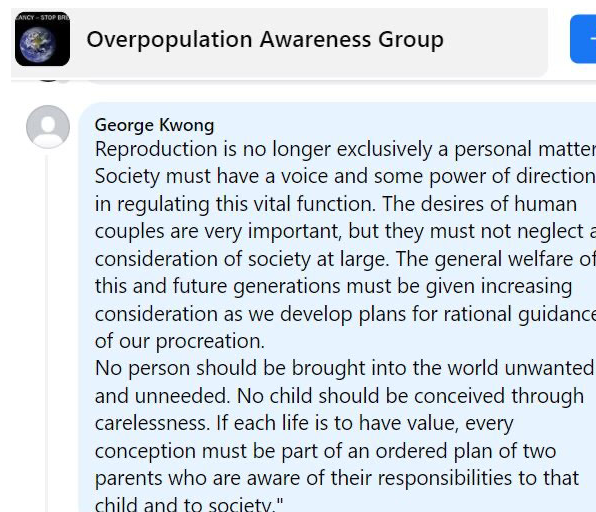 ANCY – STOP BRE
Overpopulation Awareness Group
George Kwong
Reproduction is no longer exclusively a personal matter
Society must have a voice and some power of direction
in regulating this vital function. The desires of human
couples are very important, but they must not neglect a
consideration of society at large. The general welfare of
this and future generations must be given increasing
consideration as we develop plans for rational guidance
of our procreation.
No person should be brought into the world unwanted
and unneeded. No child should be conceived through
carelessness. If each life is to have value, every
conception must be part of an ordered plan of two
parents who are aware of their responsibilities to that
child and to society."